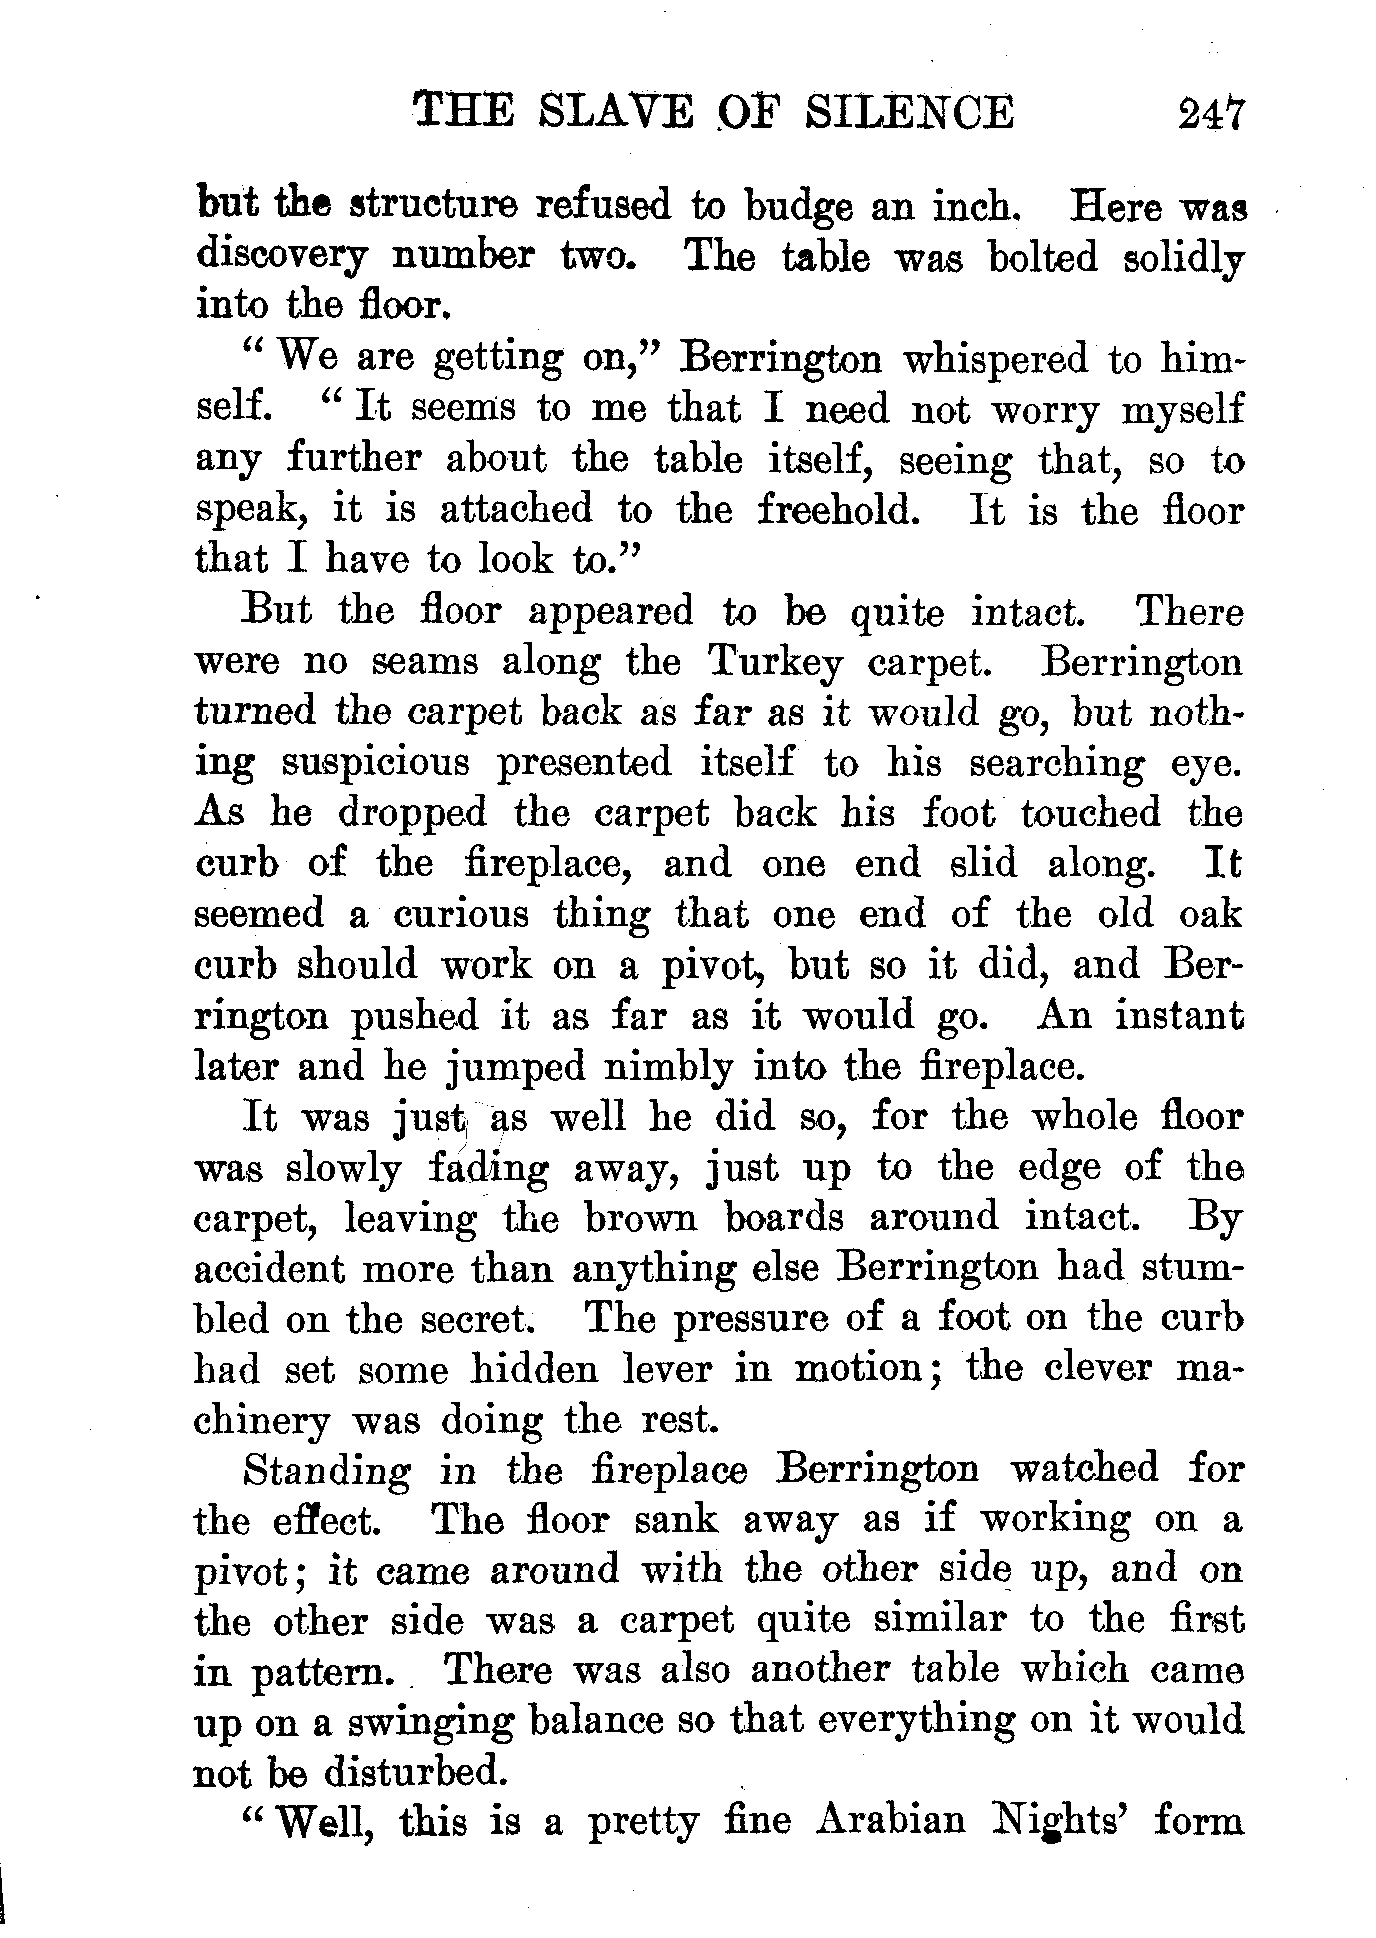 THE SLAVE OF SILENCE 247
but the structure refused to budge an inch. Here was
discovery number two. The table was bolted solidly
into the floor.
“ We are getting on,” Berrington whispered to him-
self. “ It seems to me that I need not worry myself
any further about the table itself, seeing that, so to
speak, it is attached to the freehold. It is the floor
that I have to look to.”
But the floor appeared to be quite intact. There
were no seams along the Turkey carpet. Berrington
turned the carpet back as far as it would go, but noth-
ing suspicious presented itself to his searching eye.
As he dropped the carpet back his foot touched the
curb of the fireplace, and one end slid along. It
seemed a curious thing that one end of the old oak
curb should work on a pivot, but so it did, and Ber-
rington pushed it as far as it would go. An instant
later and he jumped nimbly into the fireplace.
It was just as well he did so, for the whole floor
was slowly fading away, just up to the edge of the
carpet, leaving the brown boards around intact. By
accident more than anything else Berrington had stum-
bled on the secret. The pressure of a foot on the curb
had set some hidden lever in motion; the clever ma-
chinery was doing the rest.
Standing in the fireplace Berrington watched for
the effect. The floor sank away as if working on a
pivot; it came around with the other side up, and on
the other side was a carpet quite similar to the first
in pattern. There was also another table which came
up on a swinging balance so that everything on it would
not be disturbed.
“ Well, this is a pretty fine Arabian Nights’ form